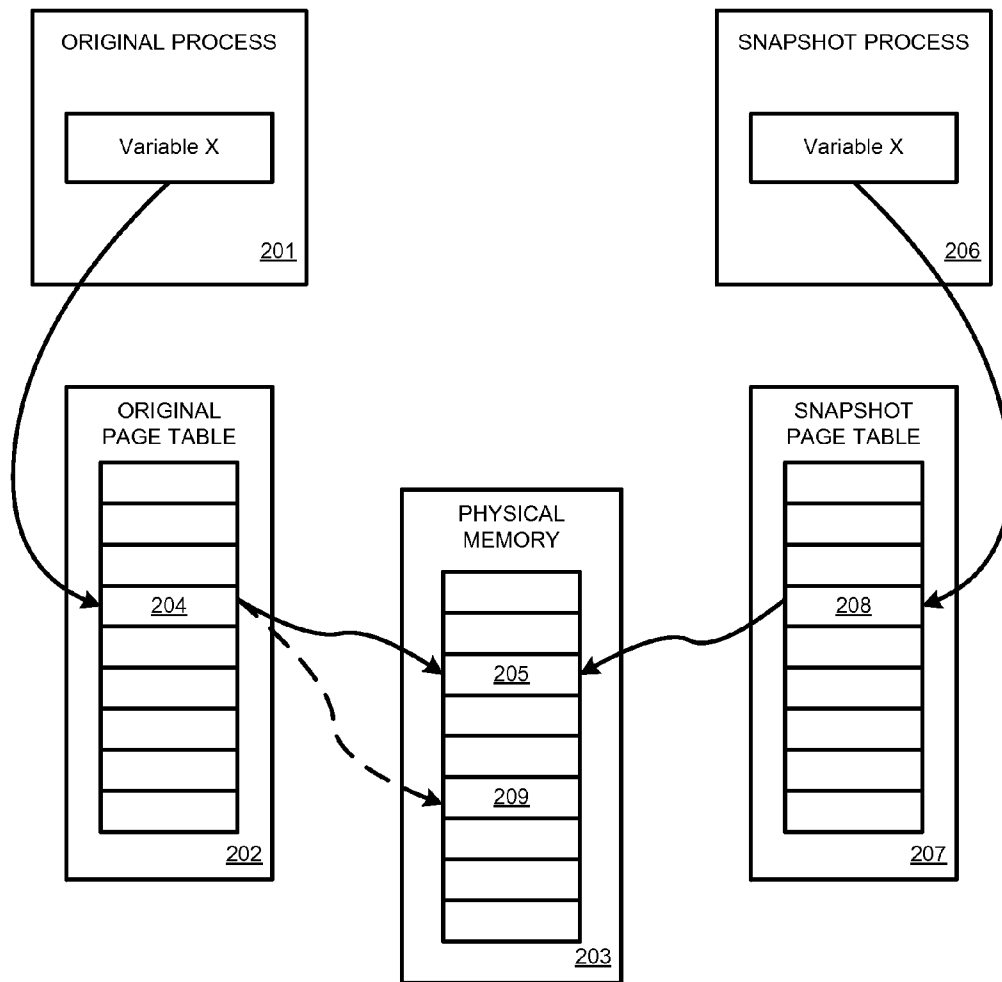 ORIGINAL PROCESS
Variable X
201
SNAPSHOT PROCESS
Variable X
206
ORIGINAL
PAGE TABLE
204
202
PHYSICAL
MEMORY
205
209
203
SNAPSHOT
PAGE TABLE
208
207